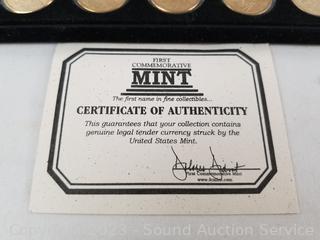 FIRST
COMMEMORATIVE
MINT
The first name in fine collectibles...
CERTIFICATE OF AUTHENTICITY
This guarantees that your collection contains
genuine legal tender currency struck by the
United States Mint.
First Commemorative Mint
Copyright 2023 - Sound Auction Service